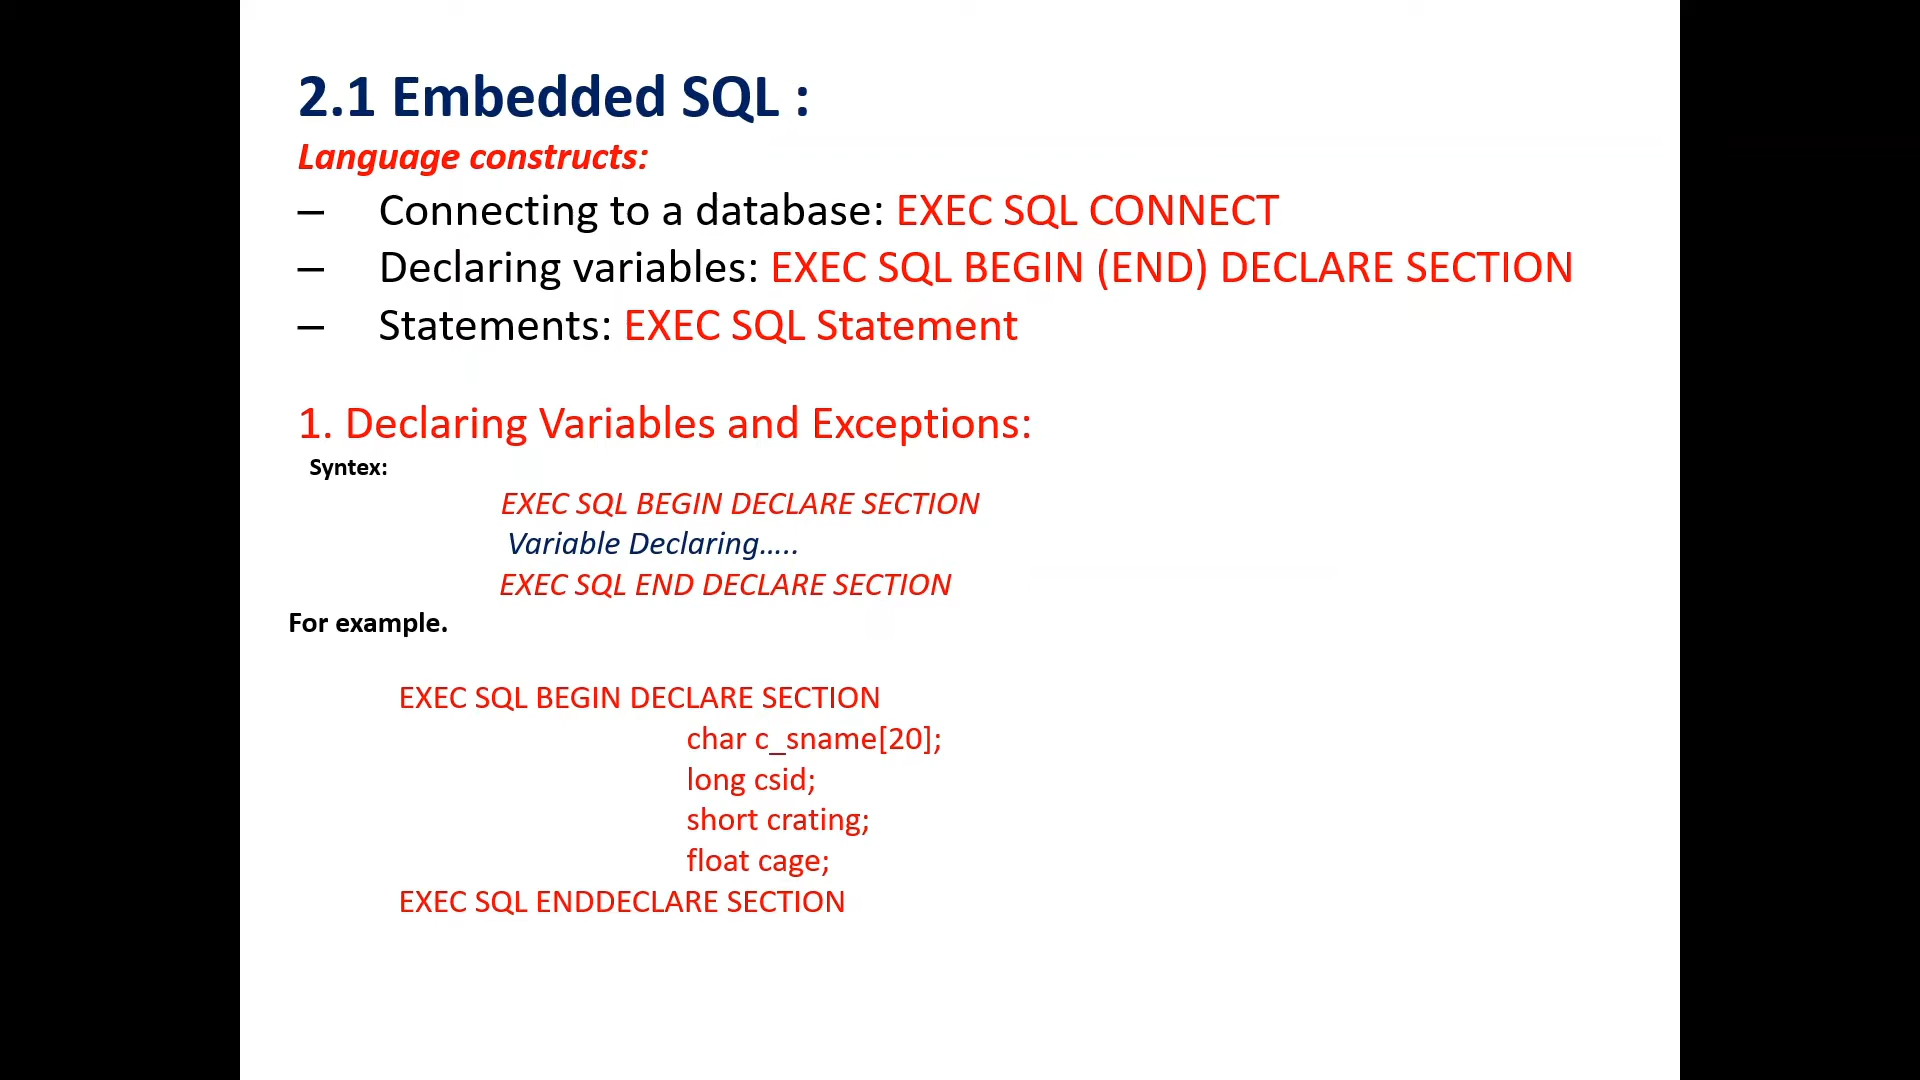 2.1 Embedded SQL :
Language constructs:
– Connecting to a database: EXEC SQL CONNECT
– Declaring variables: EXEC SQL BEGIN (END) DECLARE SECTION
– Statements: EXEC SQL Statement
1. Declaring Variables and Exceptions:
Syntex:
EXEC SQL BEGIN DECLARE SECTION
Variable Declaring.....
EXEC SQL END DECLARE SECTION
For example.
EXEC SQL BEGIN DECLARE SECTION
char c_sname[20];
long csid;
short crating;
float cage;
EXEC SQL ENDDECLARE SECTION